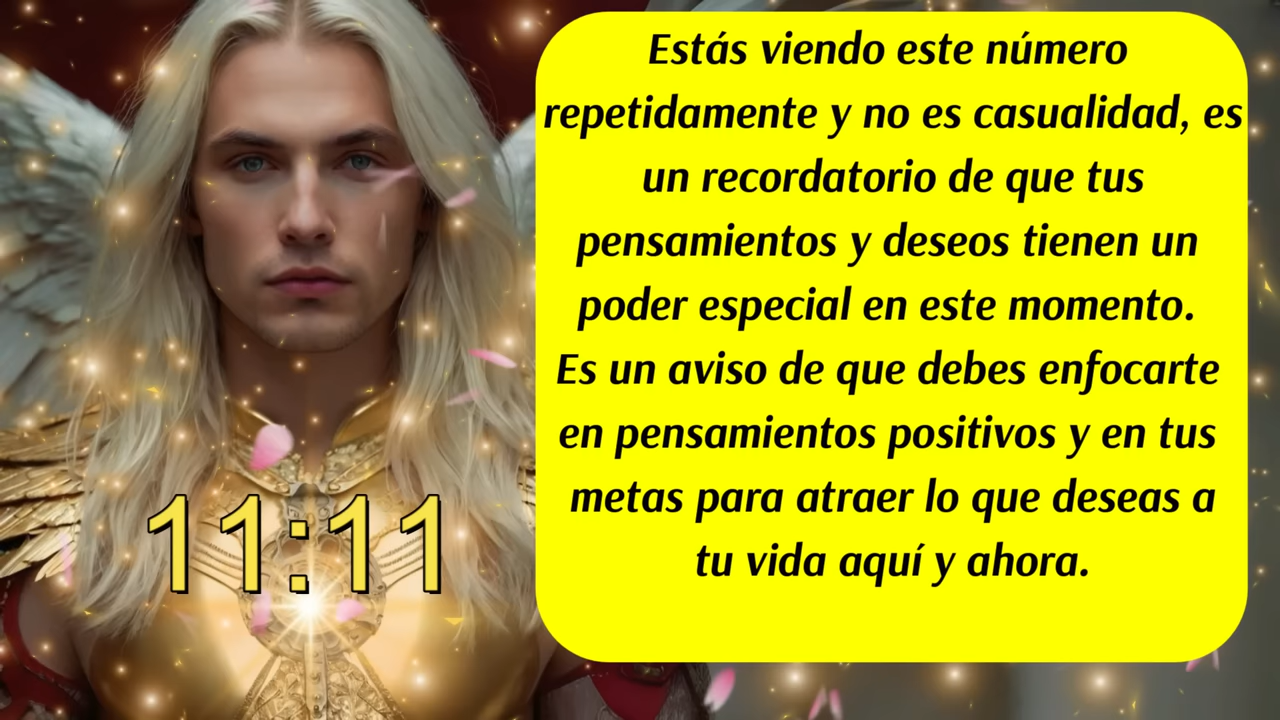 Estás viendo este número
repetidamente y no es casualidad, es
un recordatorio de que tus
pensamientos y deseos tienen un
poder especial en este momento.
Es un aviso de que debes enfocarte
en pensamientos positivos y en tus
metas para atraer lo que deseas a
tu vida aquí y ahora.
11:11